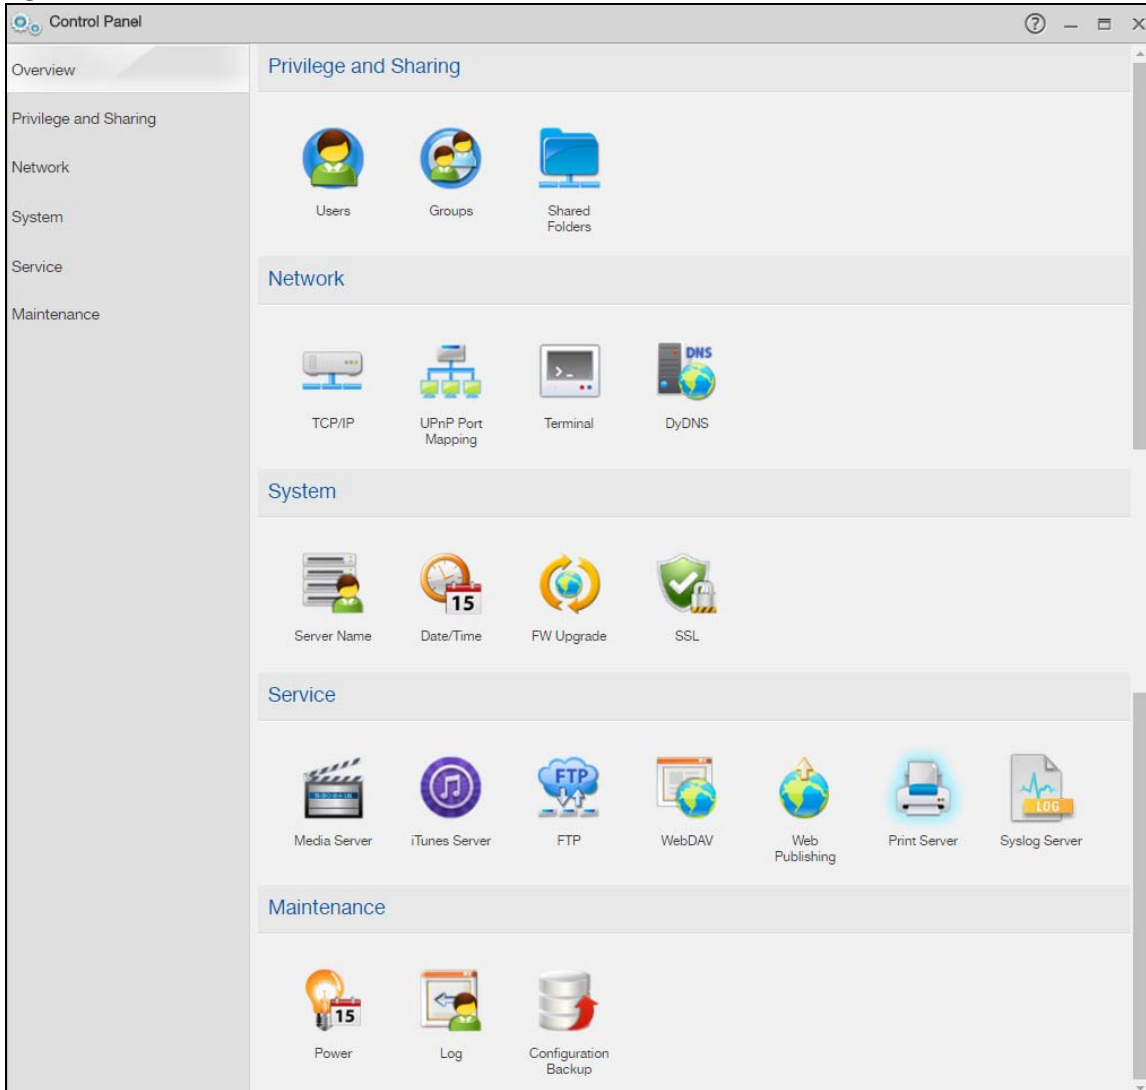 Control Panel
Overview
Privilege and Sharing
Network
System
Service
Maintenance
Privilege and Sharing
Users
Groups
Shared
Folders
Network
>_
DNS
TCP/IP
UPnP Port
Mapping
Terminal
DyDNS
System
15
Server Name
Date/Time
FW Upgrade
SSL
Service
FTP
LOG
Media Server
iTunes Server
FTP
WebDAV
Web
Publishing
Print Server
Syslog Server
Maintenance
15
Power
Log
Configuration
Backup